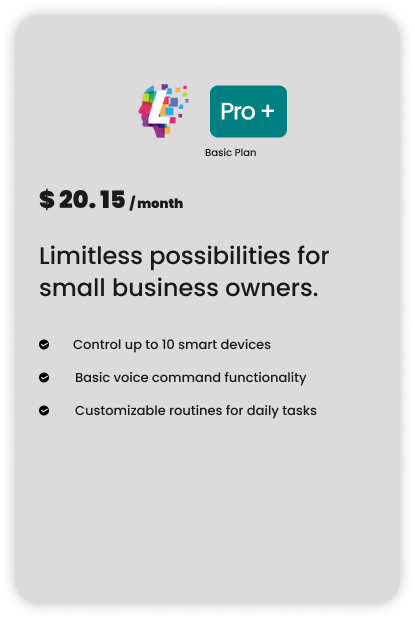 L Pro +
Basic Plan
$ 20. 15 / month
Limitless possibilities for
small business owners.
Control up to 10 smart devices
Basic voice command functionality
Customizable routines for daily tasks